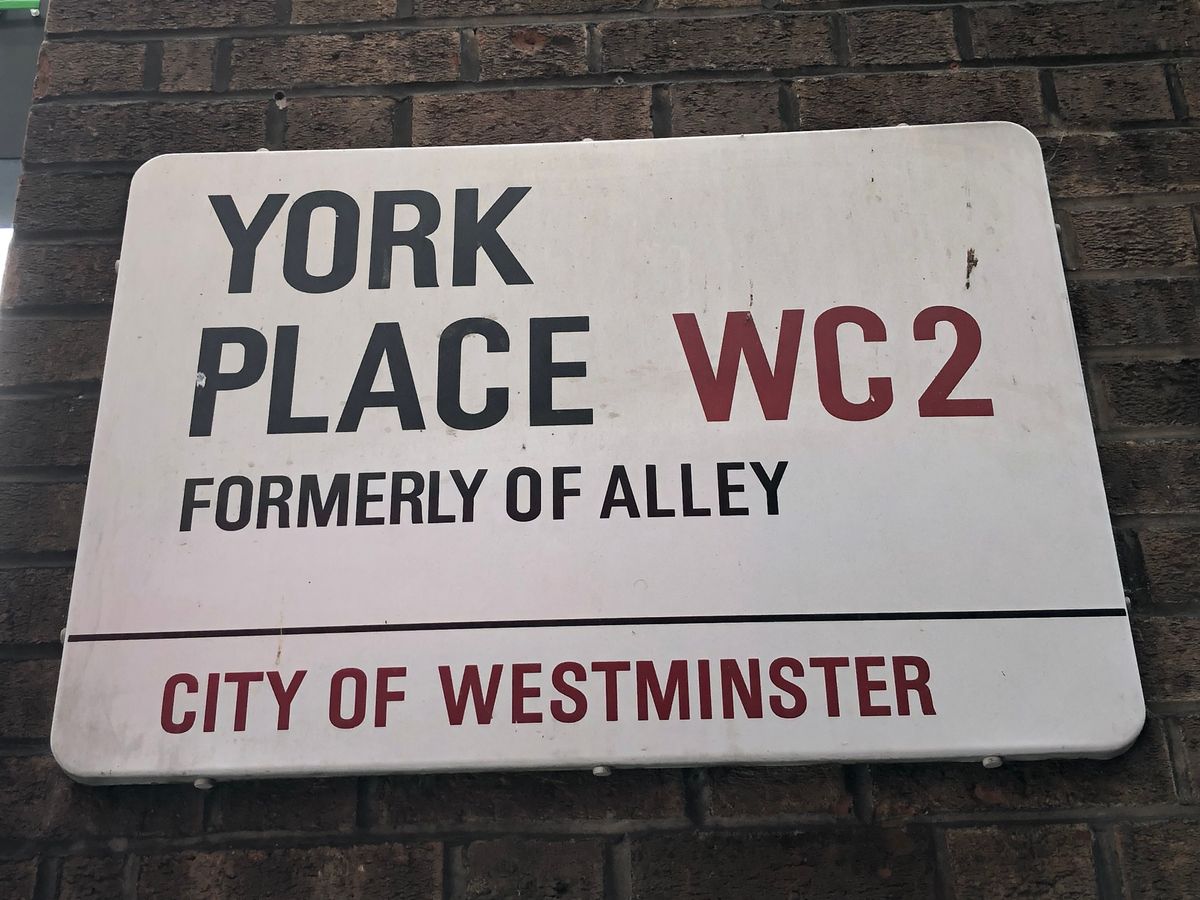 YORK
PLACE WC2
FORMERLY OF ALLEY
CITY OF WESTMINSTER